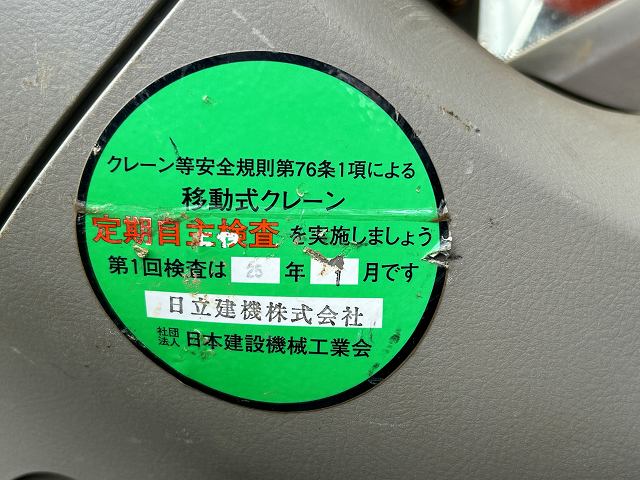 クレーン等安全規則第76条1項による
移動式クレーン
定期自主検査を実施しましょう
第1回検査は 25 年 1 月です
日立建機株式会社
社団法人 日本建設機械工業会